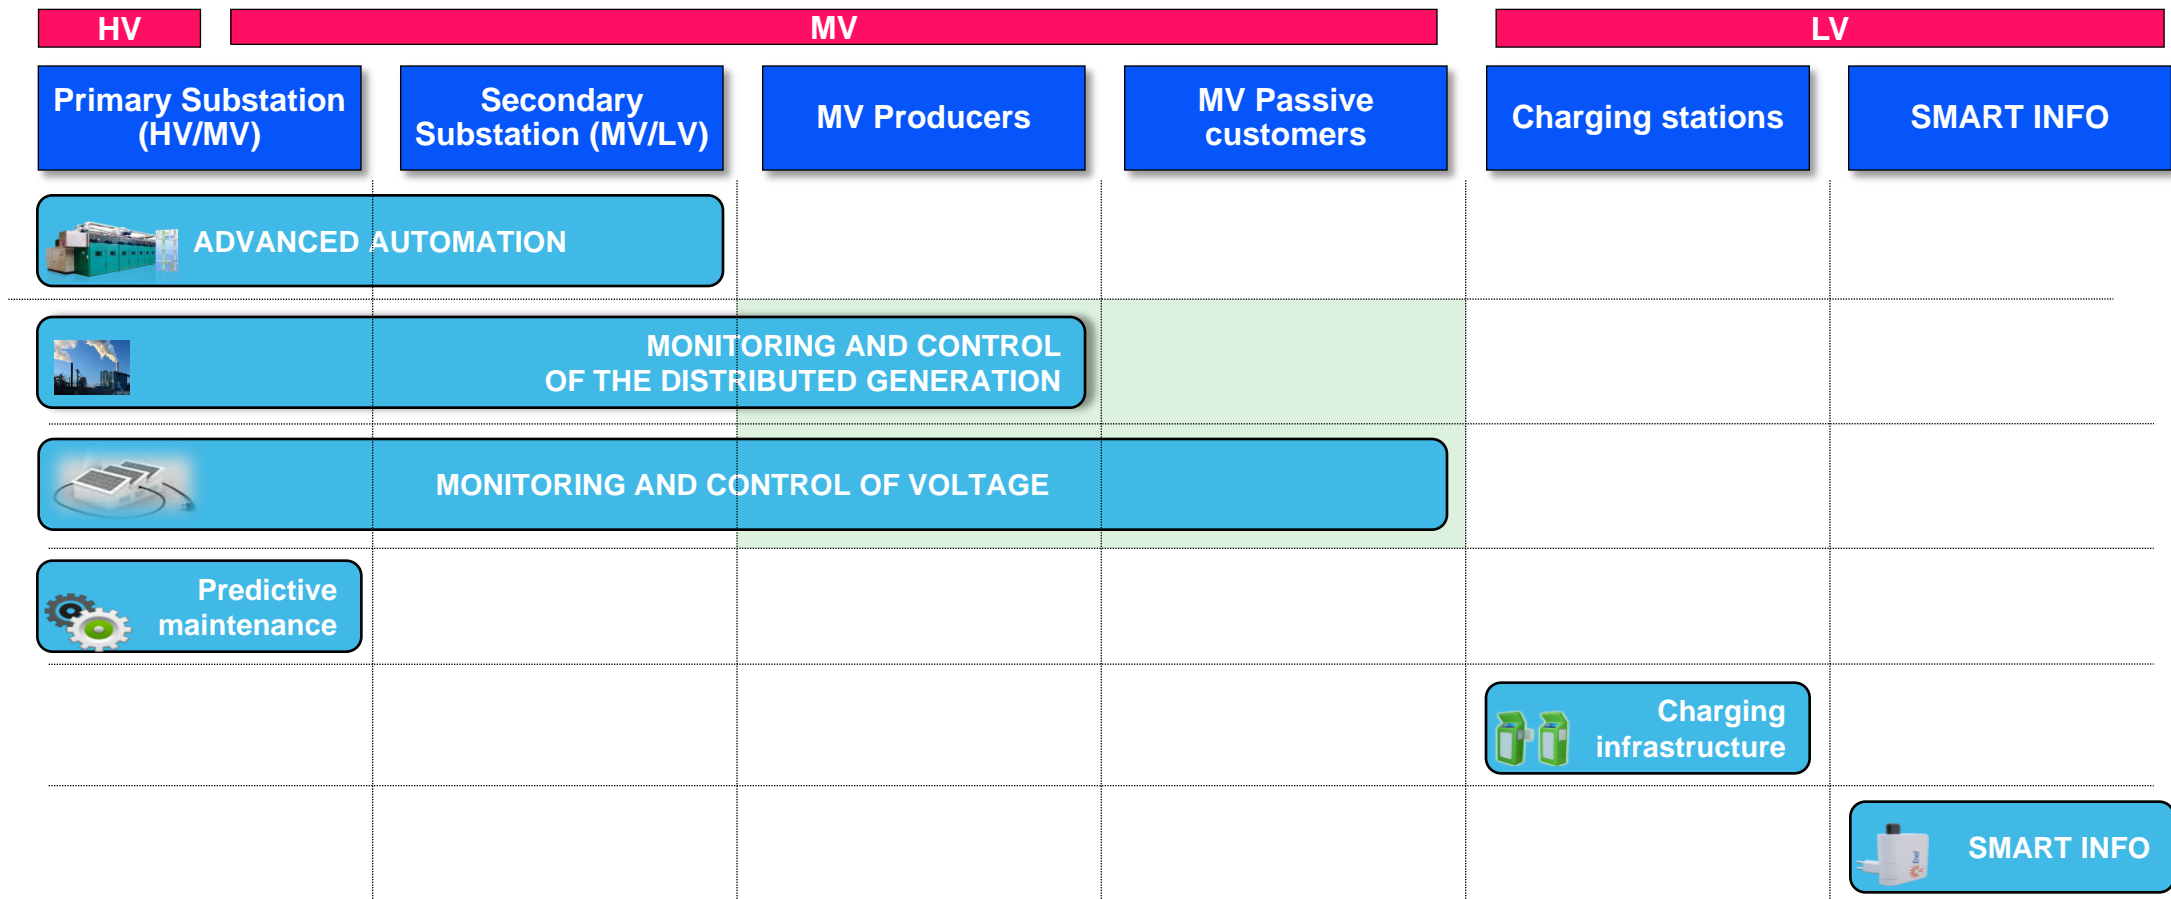 HV
MV
LV
Primary Substation
(HV/MV)
Secondary
Substation (MV/LV)
MV Producers
MV Passive
customers
Charging stations
SMART INFO
ADVANCED AUTOMATION
MONITORING AND CONTROL
OF THE DISTRIBUTED GENERATION
MONITORING AND CONTROL OF VOLTAGE
Predictive
maintenance
Charging
infrastructure
Enel
SMART INFO